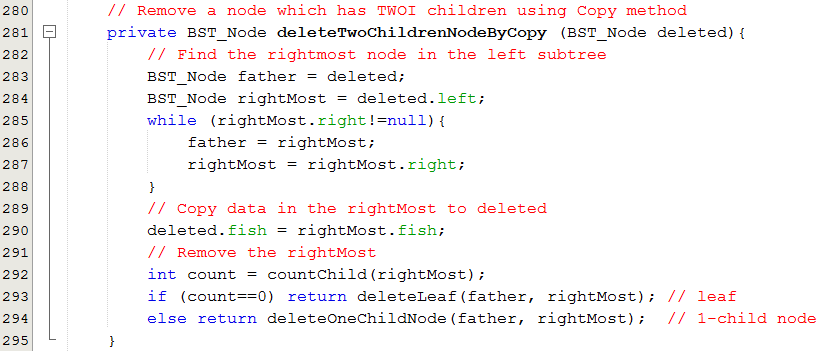 280 // Remove a node which has TWOI children using Copy method
281 private BST_Node deleteTwoChildrenNodeByCopy (BST_Node deleted){
282 // Find the rightmost node in the left subtree
283 BST_Node father = deleted;
284 BST_Node rightMost = deleted.left;
285 while (rightMost.right!=null){
286 father = rightMost;
287 rightMost = rightMost.right;
288 }
289 // Copy data in the rightMost to deleted
290 deleted.fish = rightMost.fish;
291 // Remove the rightMost
292 int count = countChild(rightMost);
293 if (count==0) return deleteLeaf(father, rightMost); // leaf
294 else return deleteOneChildNode(father, rightMost); // 1-child node
295 }